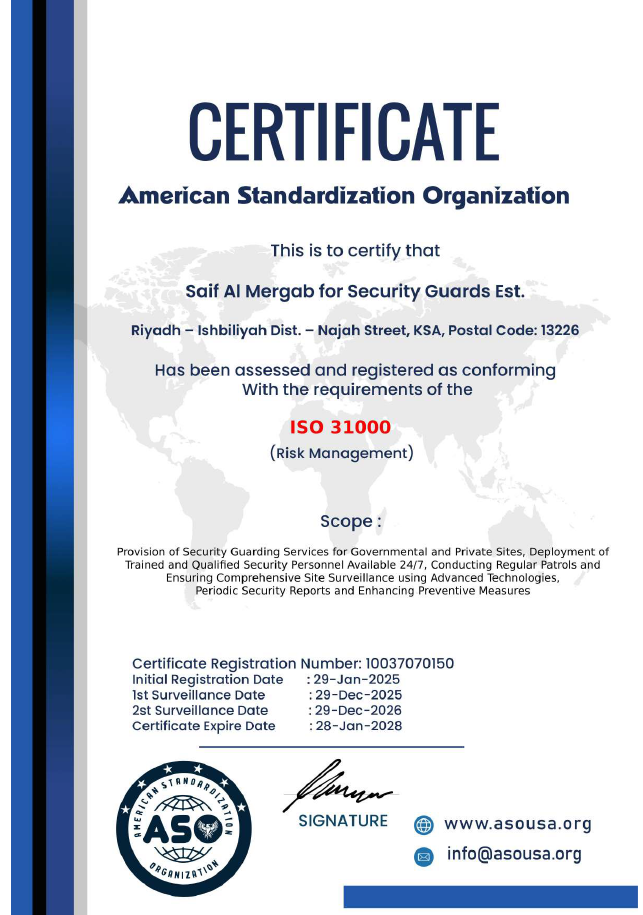 CERTIFICATE
American Standardization Organization
This is to certify that
Saif Al Mergab for Security Guards Est.
Riyadh – Ishbiliyah Dist. – Najah Street, KSA, Postal Code: 13226
Has been assessed and registered as conforming
With the requirements of the
ISO 31000
(Risk Management)
Scope :
Provision of Security Guarding Services for Governmental and Private Sites, Deployment of
Trained and Qualified Security Personnel Available 24/7, Conducting Regular Patrols and
Ensuring Comprehensive Site Surveillance using Advanced Technologies,
Periodic Security Reports and Enhancing Preventive Measures
Certificate Registration Number: 10037070150
Initial Registration Date : 29-Jan-2025
1st Surveillance Date : 29-Dec-2025
2st Surveillance Date : 29-Dec-2026
Certificate Expire Date : 28-Jan-2028
AMERICAN STANDARDIZATION
ASO
ORGANIZATION
SIGNATURE
www.asousa.org
info@asousa.org